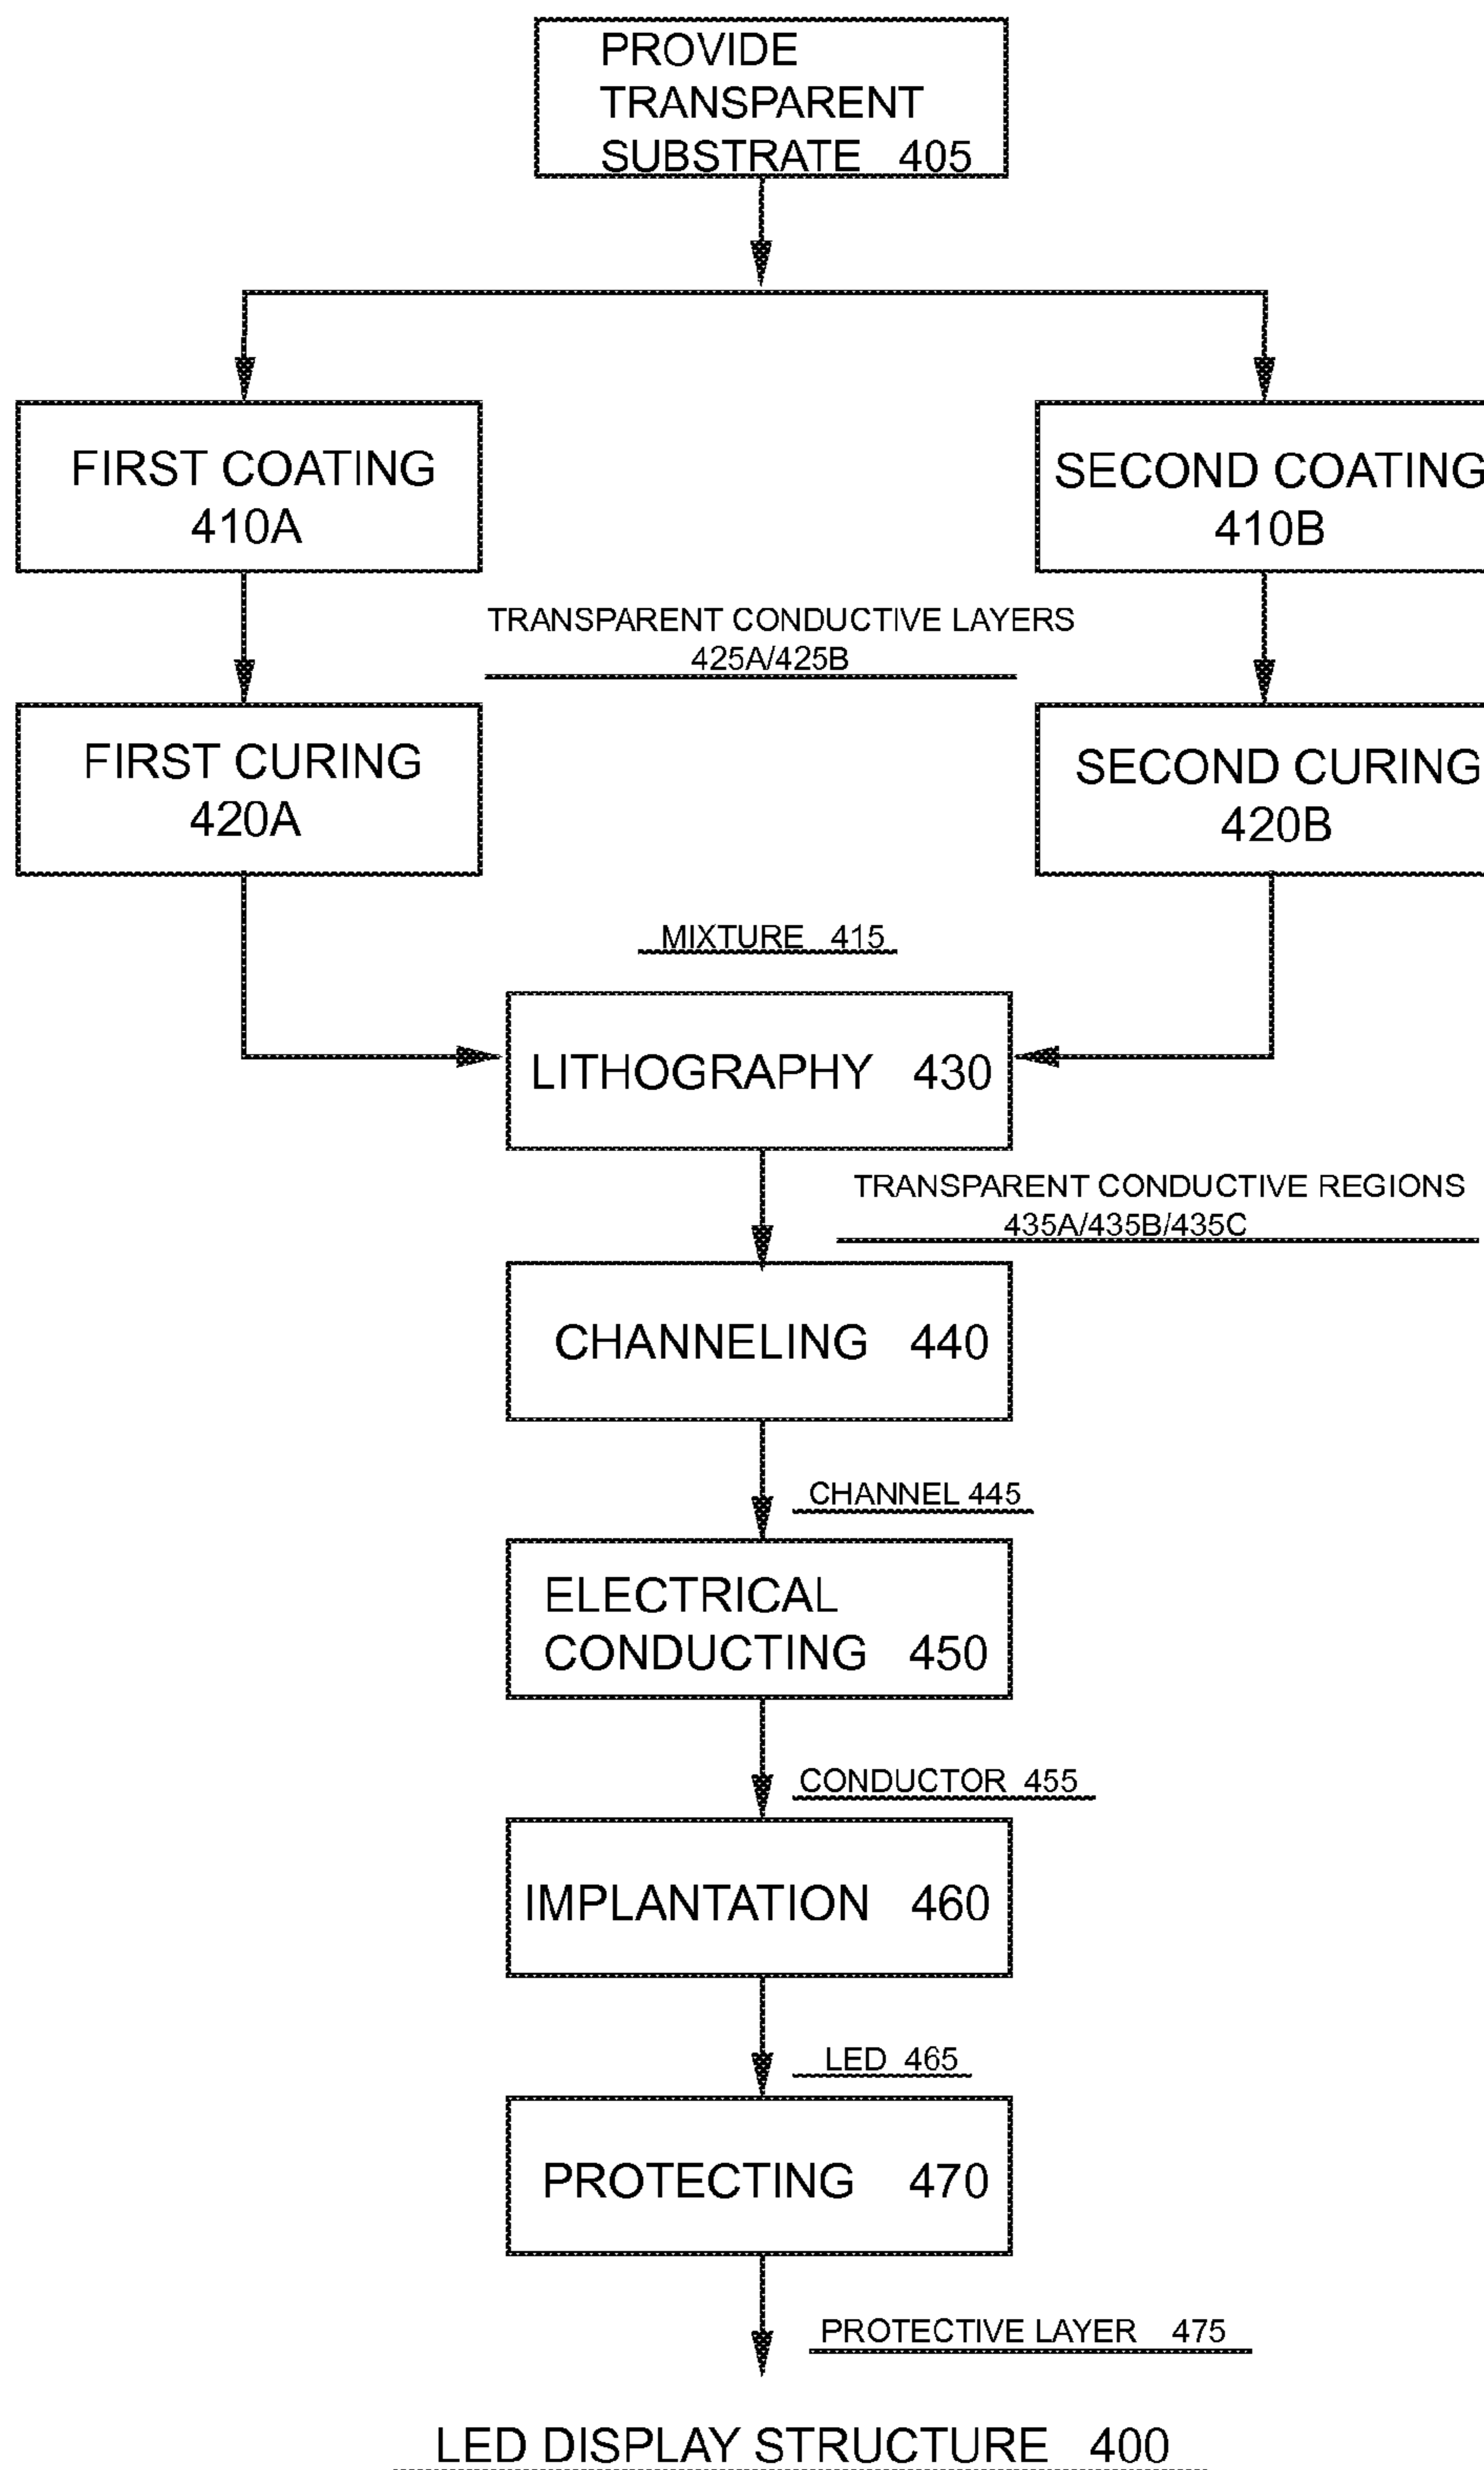 PROVIDE
TRANSPARENT
SUBSTRATE 405
FIRST COATING
410A
SECOND COATING
410B
TRANSPARENT CONDUCTIVE LAYERS
425A/425B
FIRST CURING
420A
SECOND CURING
420B
MIXTURE 415
LITHOGRAPHY 430
TRANSPARENT CONDUCTIVE REGIONS
435A/435B/435C
CHANNELING 440
CHANNEL 445
ELECTRICAL
CONDUCTING 450
CONDUCTOR 455
IMPLANTATION 460
LED 465
PROTECTING 470
PROTECTIVE LAYER 475
LED DISPLAY STRUCTURE 400